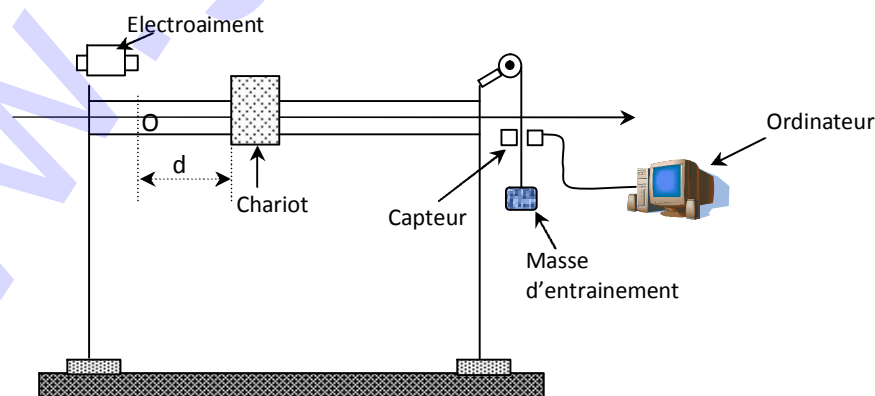 Electroaiment
O
d
Chariot
Capteur
Ordinateur
Masse
d'entrainement